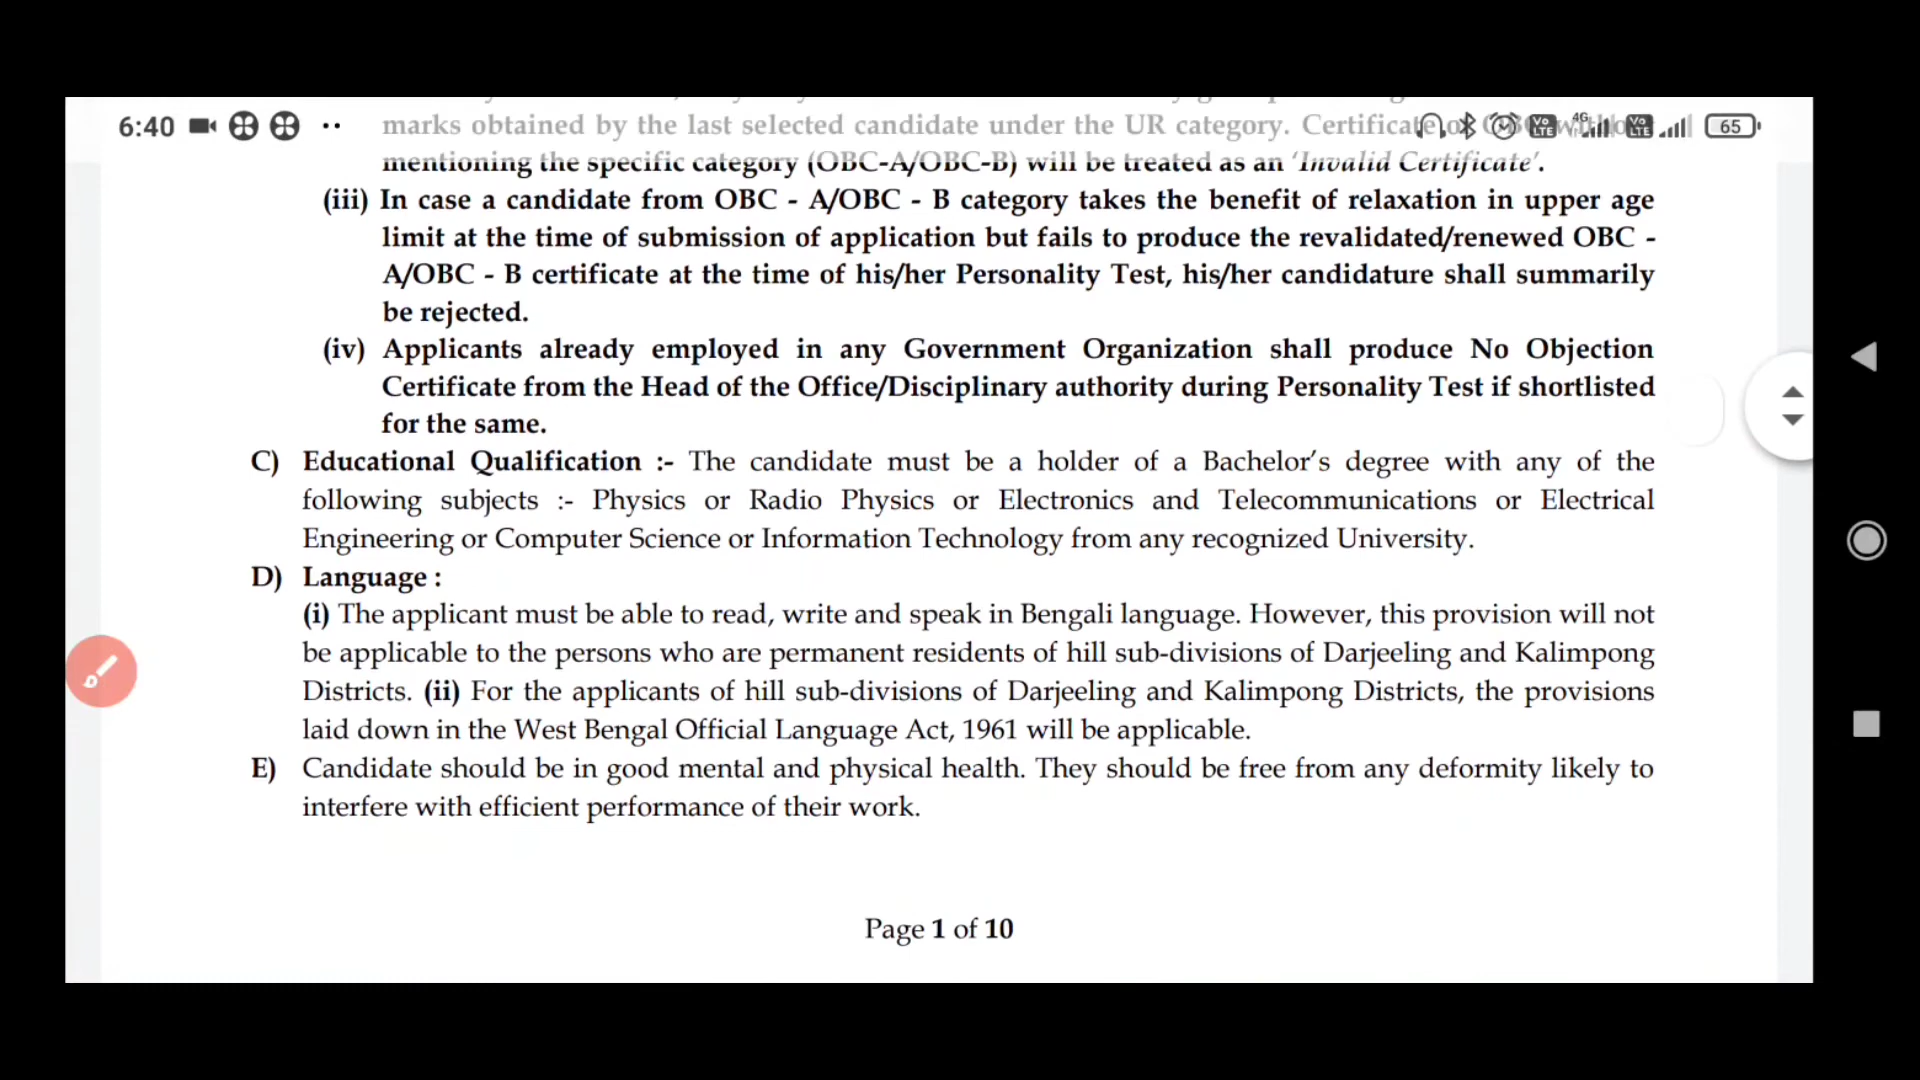 6:40
65
marks obtained by the last selected candidate under the UR category. Certificate
mentioning the specific category (OBC-A/OBC-B) will be treated as an ‘Invalid Certificate’.
(iii) In case a candidate from OBC - A/OBC - B category takes the benefit of relaxation in upper age
limit at the time of submission of application but fails to produce the revalidated/renewed OBC -
A/OBC - B certificate at the time of his/her Personality Test, his/her candidature shall summarily
be rejected.
(iv) Applicants already employed in any Government Organization shall produce No Objection
Certificate from the Head of the Office/Disciplinary authority during Personality Test if shortlisted
for the same.
C) Educational Qualification :- The candidate must be a holder of a Bachelor’s degree with any of the
following subjects :- Physics or Radio Physics or Electronics and Telecommunications or Electrical
Engineering or Computer Science or Information Technology from any recognized University.
D) Language :
(i) The applicant must be able to read, write and speak in Bengali language. However, this provision will not
be applicable to the persons who are permanent residents of hill sub-divisions of Darjeeling and Kalimpong
Districts. (ii) For the applicants of hill sub-divisions of Darjeeling and Kalimpong Districts, the provisions
laid down in the West Bengal Official Language Act, 1961 will be applicable.
E) Candidate should be in good mental and physical health. They should be free from any deformity likely to
interfere with efficient performance of their work.
Page 1 of 10